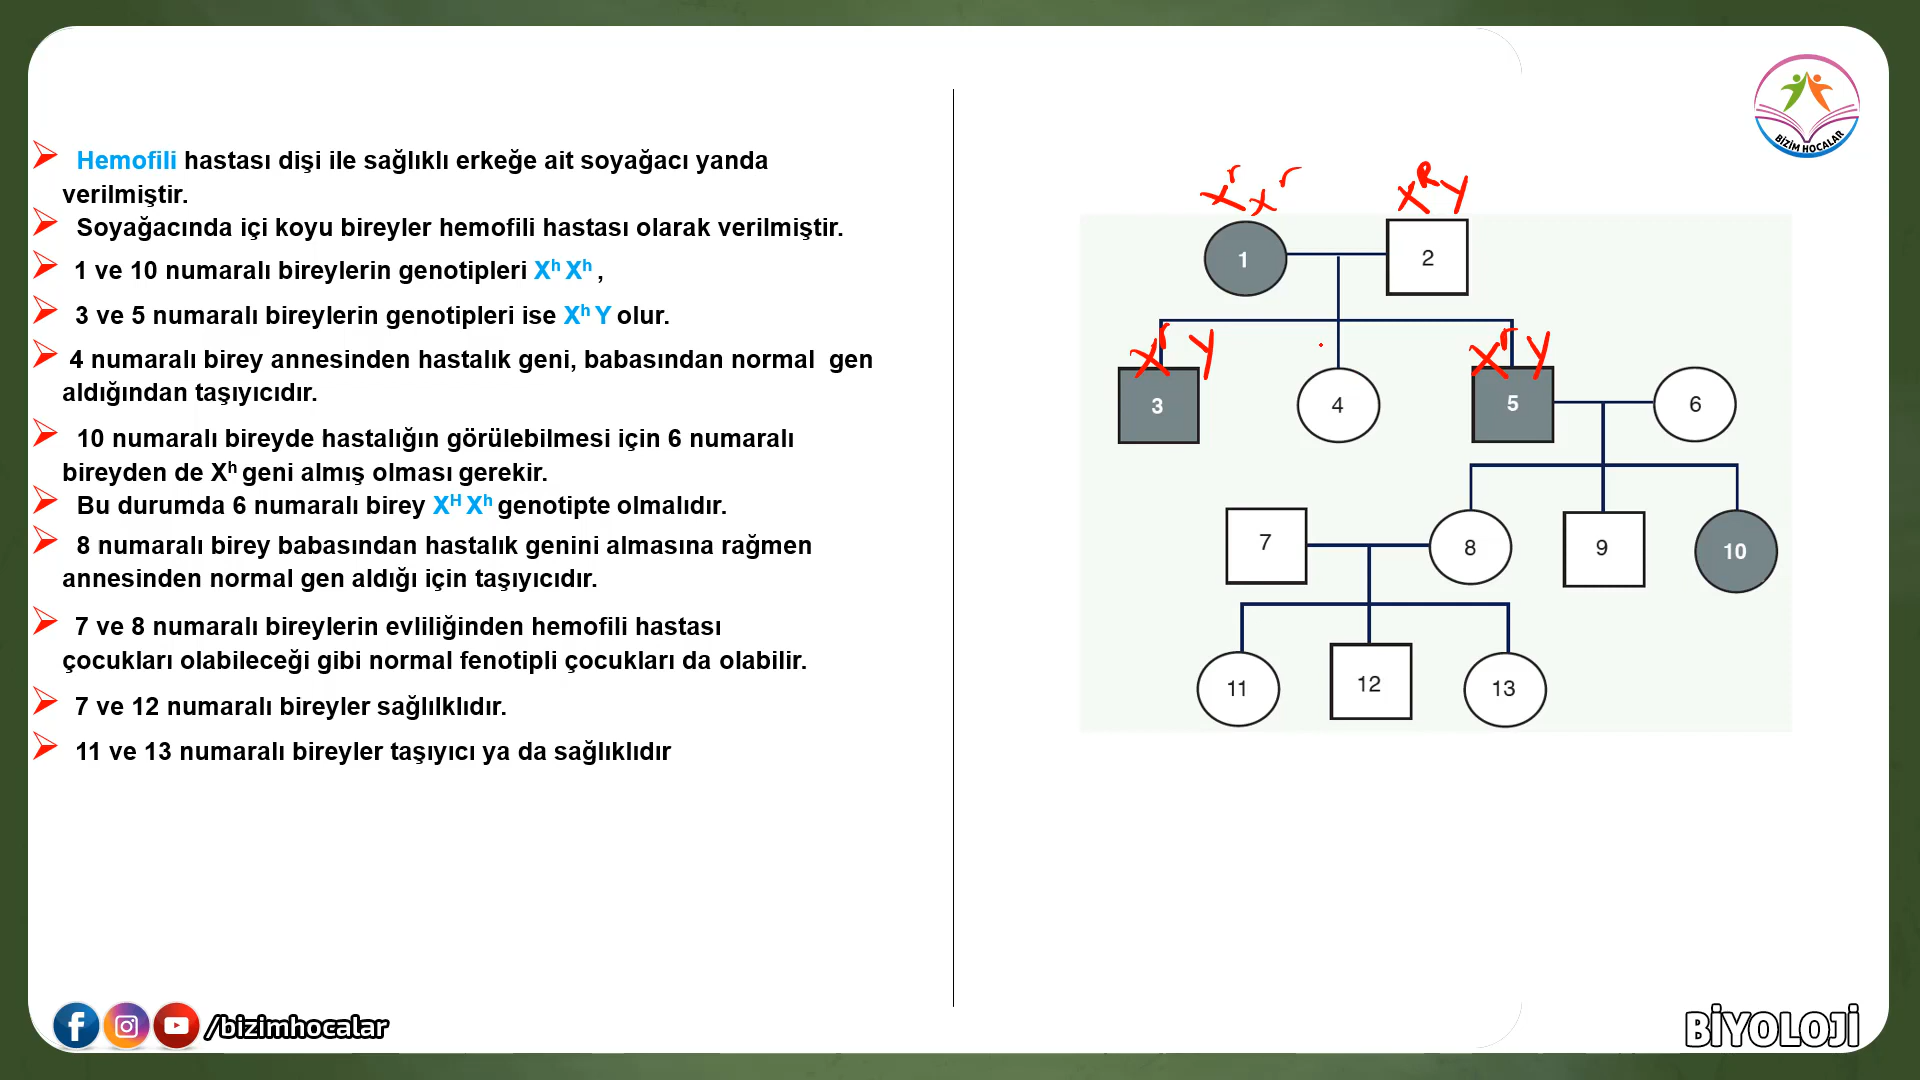 Hemofili hastası dişi ile sağlıklı erkeğe ait soyağacı yanda
verilmiştir.
Soyağacında içi koyu bireyler hemofili hastası olarak verilmiştir.
1 ve 10 numaralı bireylerin genotipleri Xʰ Xʰ ,
3 ve 5 numaralı bireylerin genotipleri ise Xʰ Y olur.
4 numaralı birey annesinden hastalık geni, babasından normal gen
aldığından taşıyıcıdır.
10 numaralı bireyde hastalığın görülebilmesi için 6 numaralı
bireyden de Xʰ geni almış olması gerekir.
Bu durumda 6 numaralı birey Xᴴ Xʰ genotipte olmalıdır.
8 numaralı birey babasından hastalık genini almasına rağmen
annesinden normal gen aldığı için taşıyıcıdır.
7 ve 8 numaralı bireylerin evliliğinden hemofili hastası
çocukları olabileceği gibi normal fenotipli çocukları da olabilir.
7 ve 12 numaralı bireyler sağlılklıdır.
11 ve 13 numaralı bireyler taşıyıcı ya da sağlıklıdır
BİZİM HOCALAR
Xʳ Xʳ Xᴿ Y
1 2
Xʳ Y Xʳ Y
3 4 5 6
7 8 9 10
11 12 13
/bizimhocalar
BİYOLOJİ